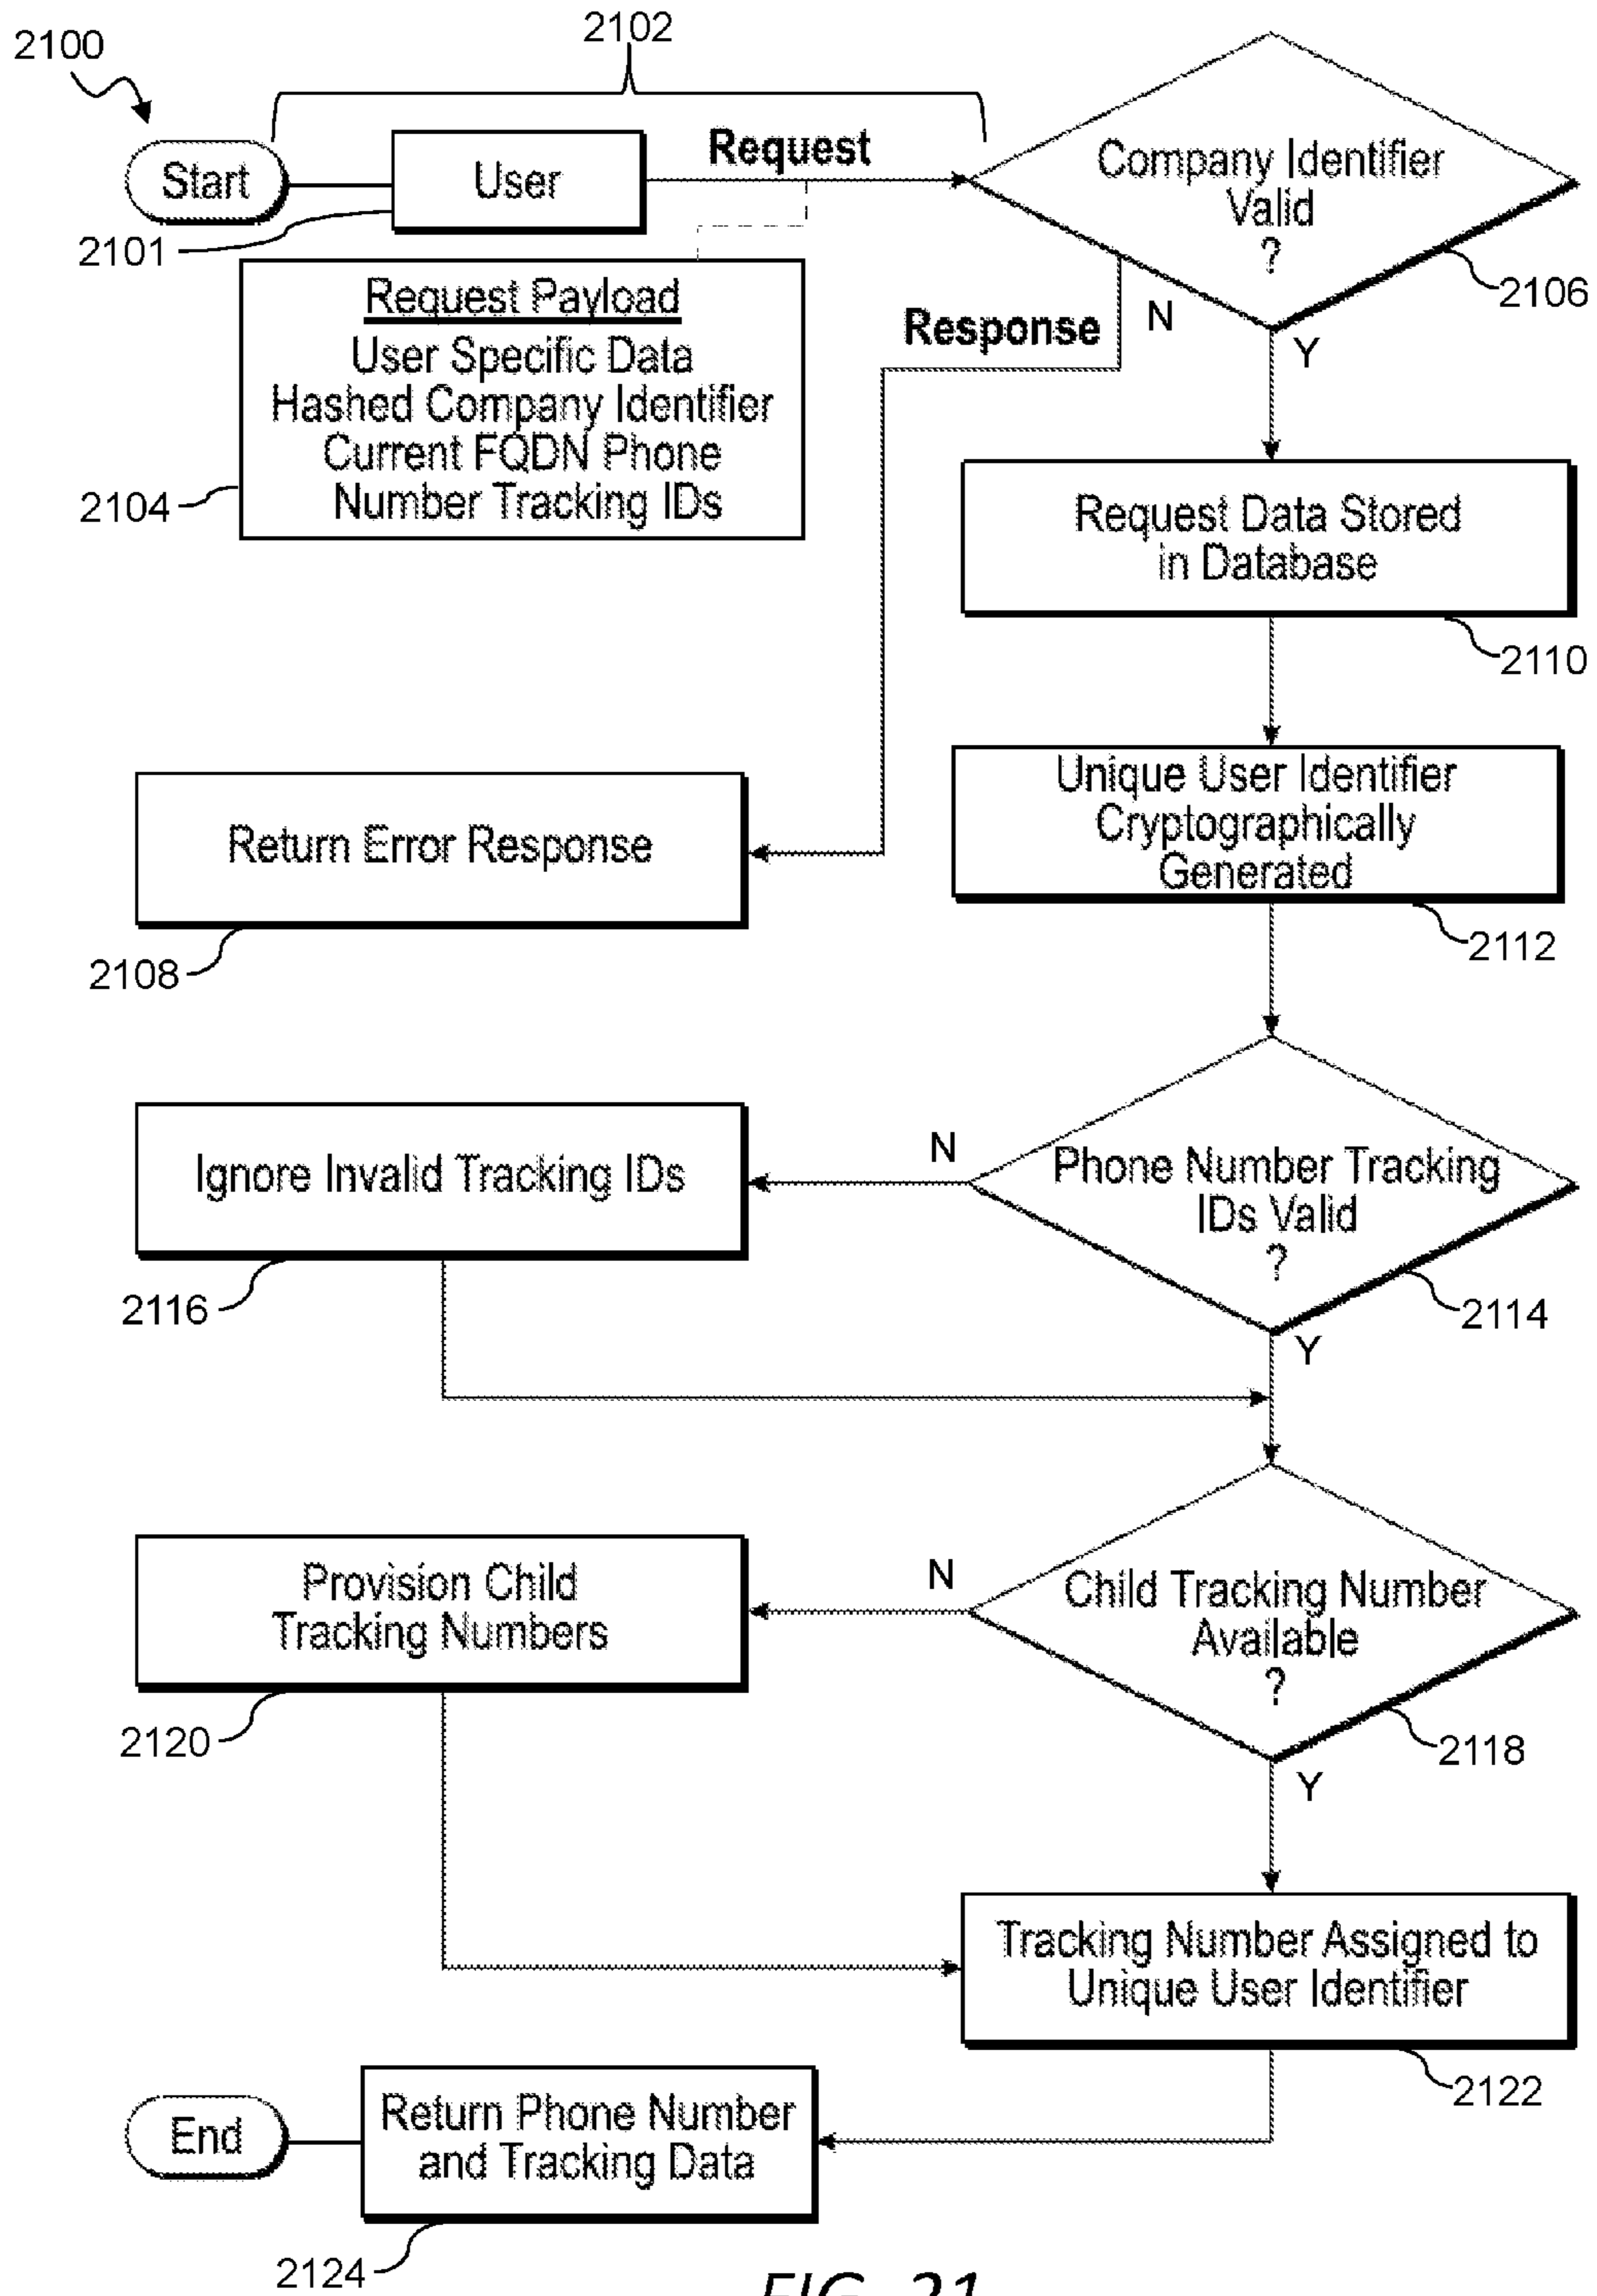 2100
2102
Start
User
Request
Company Identifier
Valid
?
2101
2106
Request Payload
User Specific Data
Hashed Company Identifier
Current FQDN Phone
Number Tracking IDs
2104
Response
N
Y
Request Data Stored
in Database
2110
Unique User Identifier
Cryptographically
Generated
2112
Return Error Response
2108
Phone Number Tracking
IDs Valid
?
2114
N
Y
Ignore Invalid Tracking IDs
2116
Child Tracking Number
Available
?
2118
N
Y
Provision Child
Tracking Numbers
2120
Tracking Number Assigned to
Unique User Identifier
2122
Return Phone Number
and Tracking Data
2124
End
FIG. 21